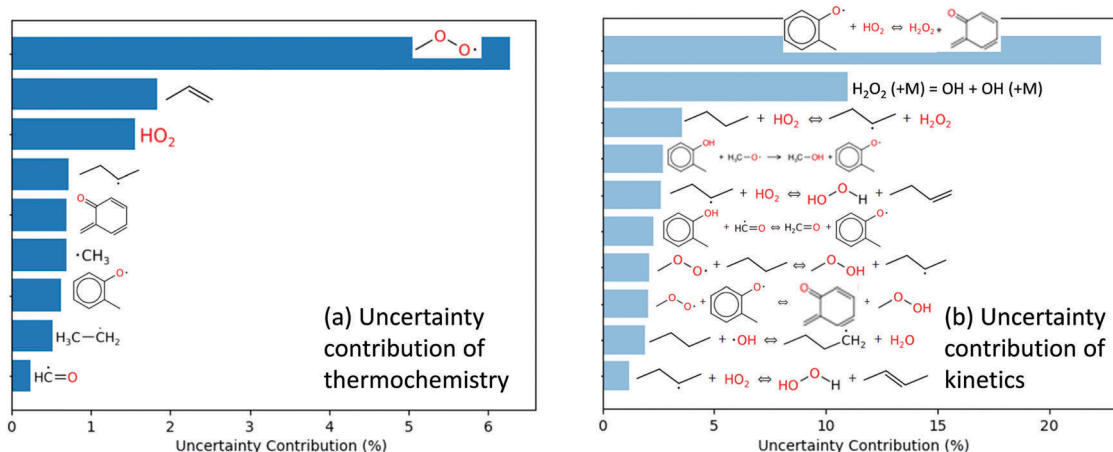 O
O•
HO₂
O
•CH₃
O•
H₃C—ĊH₂
HĊ=O
(a) Uncertainty
contribution of
thermochemistry
0 1 2 3 4 5 6
Uncertainty Contribution (%)
O• + HO₂ ⇔ H₂O₂ + O
H₂O₂ (+M) = OH + OH (+M)
+ HO₂ ⇔ + H₂O₂
OH + H₃C—O• → H₃C—OH + O•
+ HO₂ ⇔ HO O H +
OH + HĊ=O ⇔ H₂C=O + O•
O O• + ⇔ O OH +
O O• + O• ⇔ O + O OH
+ •OH ⇔ ĊH₂ + H₂O
+ HO₂ ⇔ HO O H +
(b) Uncertainty
contribution of
kinetics
0 5 10 15 20
Uncertainty Contribution (%)